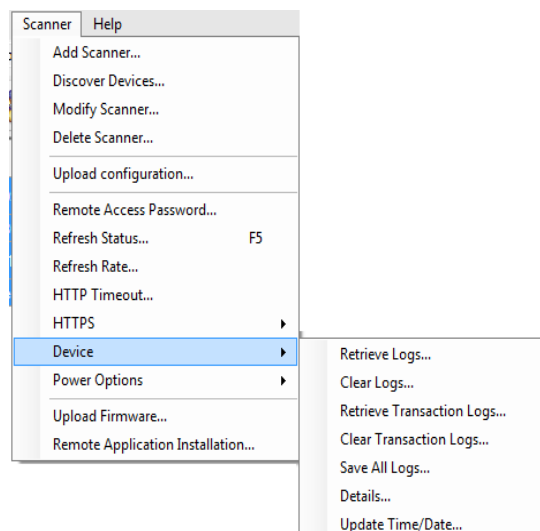 Scanner Help
Add Scanner...
Discover Devices...
Modify Scanner...
Delete Scanner...
Upload configuration...
Remote Access Password...
Refresh Status... F5
Refresh Rate...
HTTP Timeout...
HTTPS
Device
Power Options
Upload Firmware...
Remote Application Installation...
Retrieve Logs...
Clear Logs...
Retrieve Transaction Logs...
Clear Transaction Logs...
Save All Logs...
Details...
Update Time/Date...